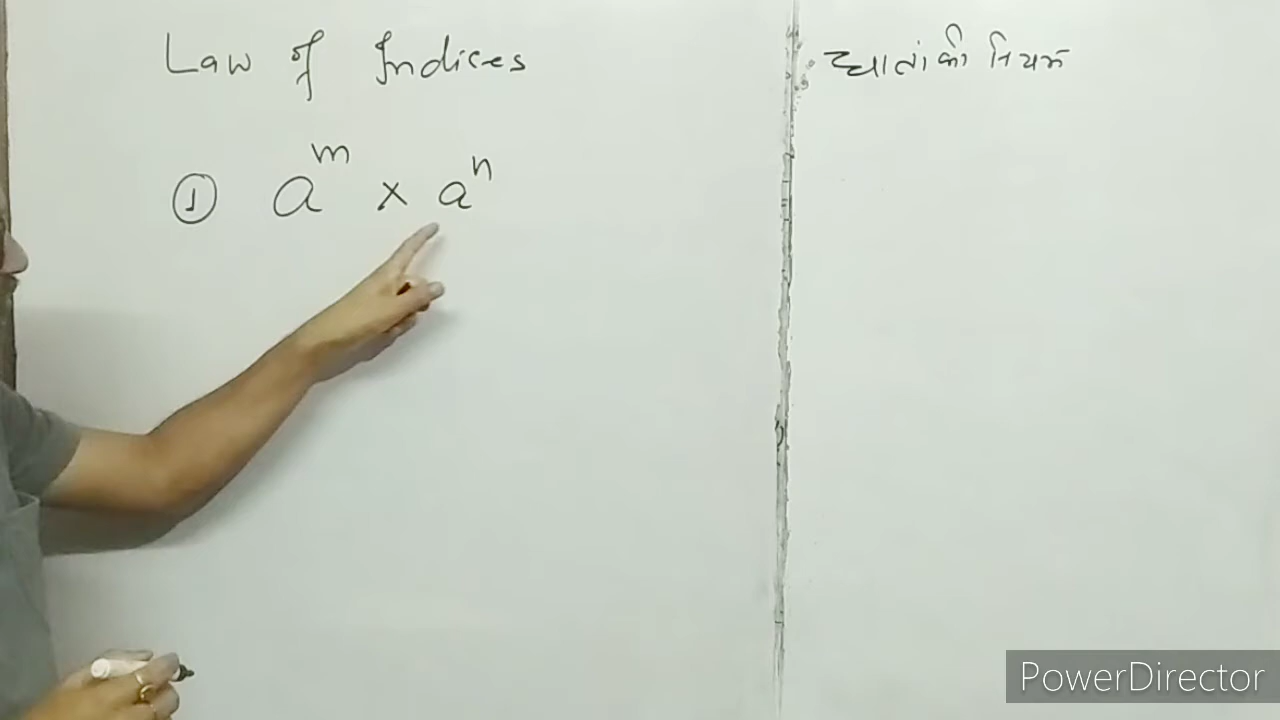 Law of Indices
घातांकी नियम
① a^m × a^n
PowerDirector